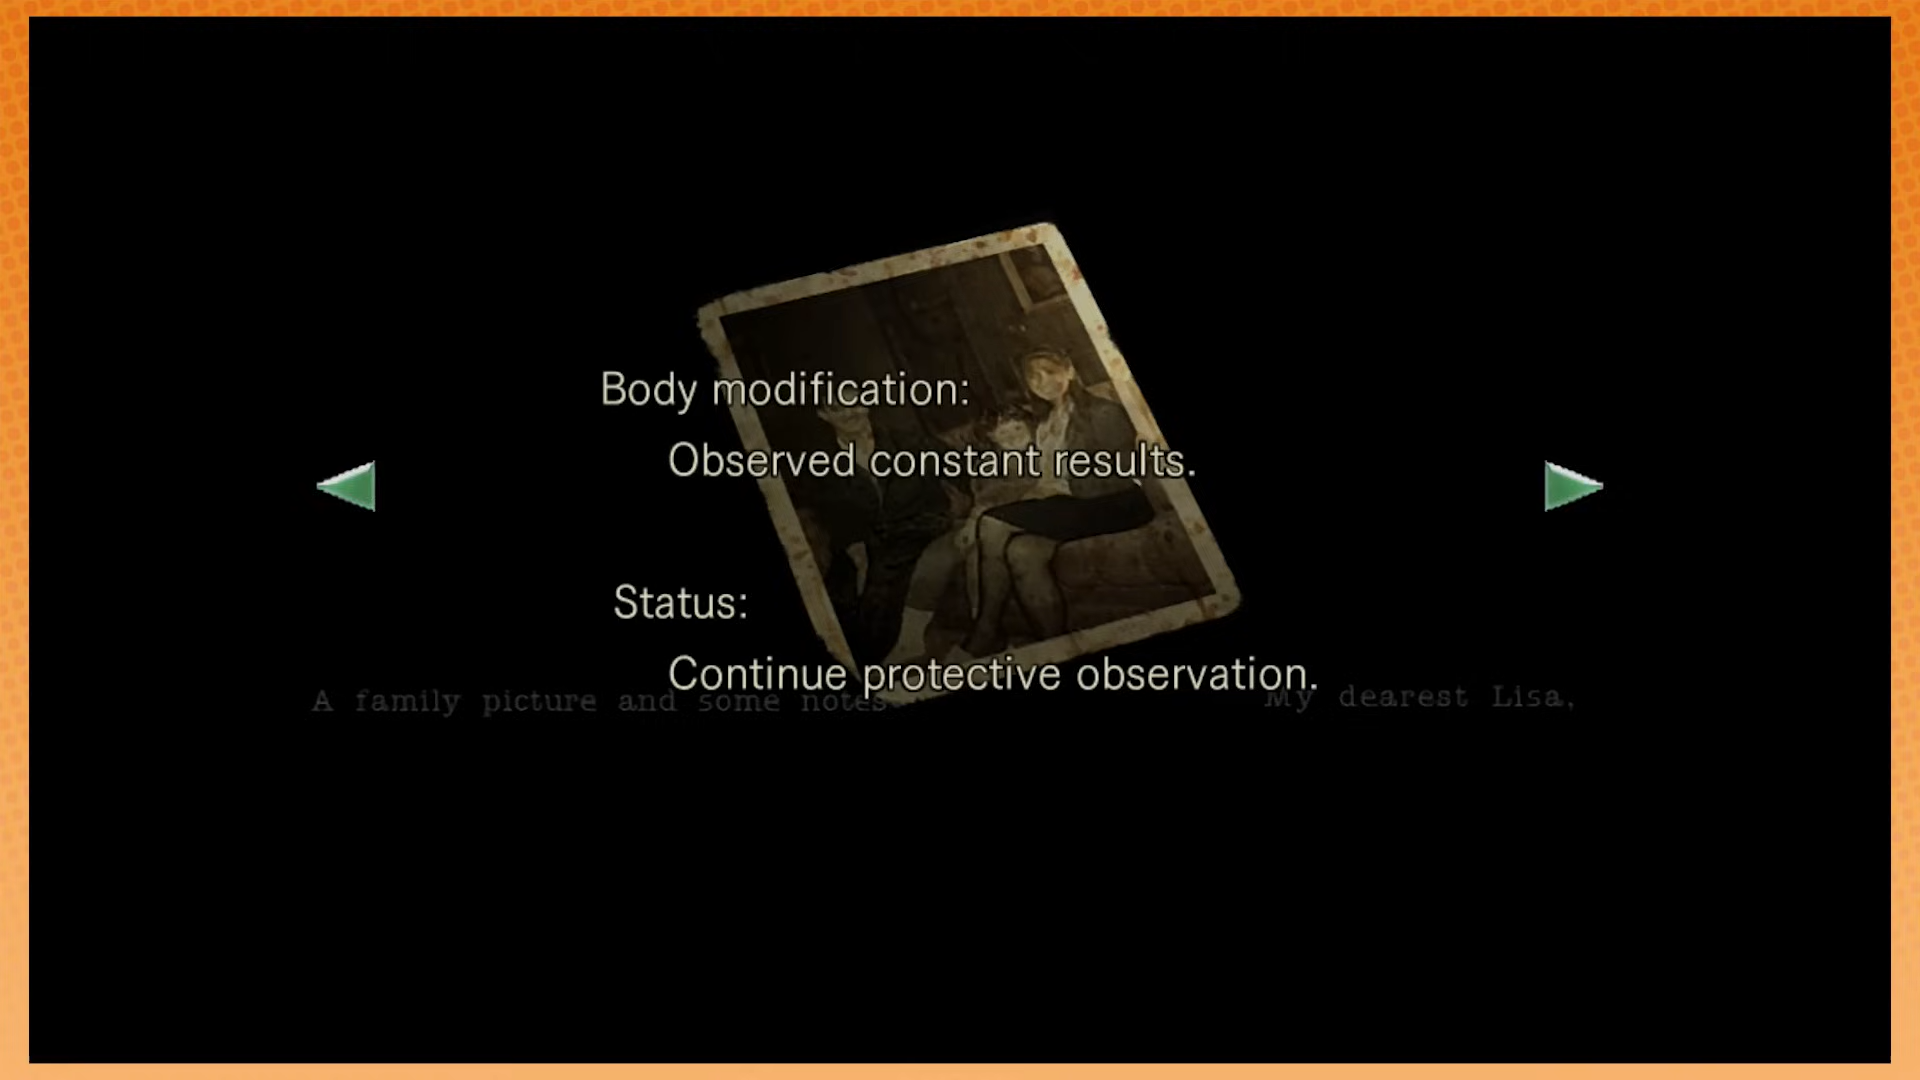 Body modification:
Observed constant results.
Status:
Continue protective observation.
A family picture and some notes
My dearest Lisa,